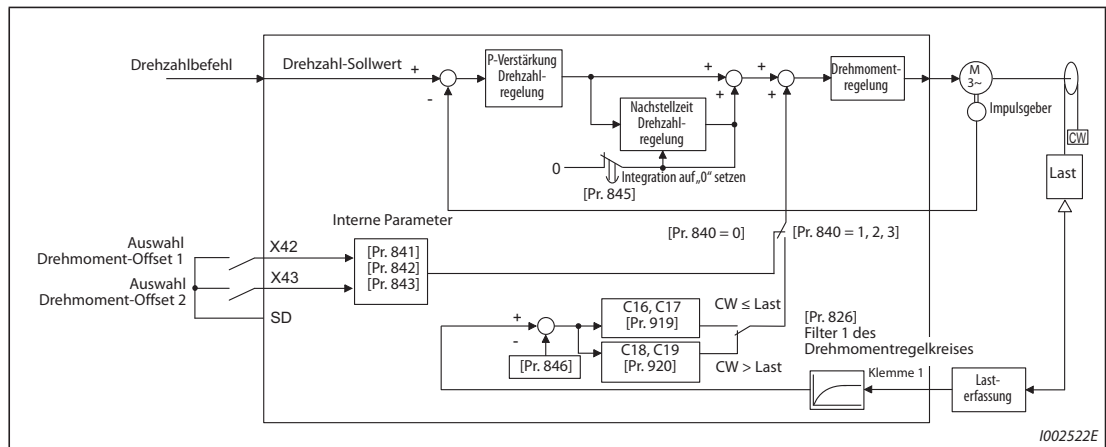 Drehzahlbefehl
Drehzahl-Sollwert
+
-
P-Verstärkung
Drehzahl-
regelung
+
+
+
+
Drehmoment-
regelung
M
3~
Impulsgeber
CW
Last
Nachstellzeit
Drehzahl-
regelung
0
Integration auf „0“ setzen
[Pr. 845]
Interne Parameter
[Pr. 840 = 0]
[Pr. 840 = 1, 2, 3]
Auswahl
Drehmoment-Offset 1
X42
Auswahl
Drehmoment-Offset 2
X43
SD
[Pr. 841]
[Pr. 842]
[Pr. 843]
+
-
[Pr. 846]
C16, C17
[Pr. 919]
CW ≤ Last
C18, C19
[Pr. 920]
CW > Last
[Pr. 826]
Filter 1 des
Drehmomentregelkreises
Klemme 1
Last-
erfassung
I002522E